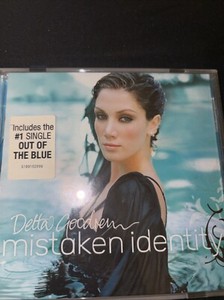 Includes the
#1 SINGLE
OUT OF
THE BLUE
Delta Goodrem
mistaken identity